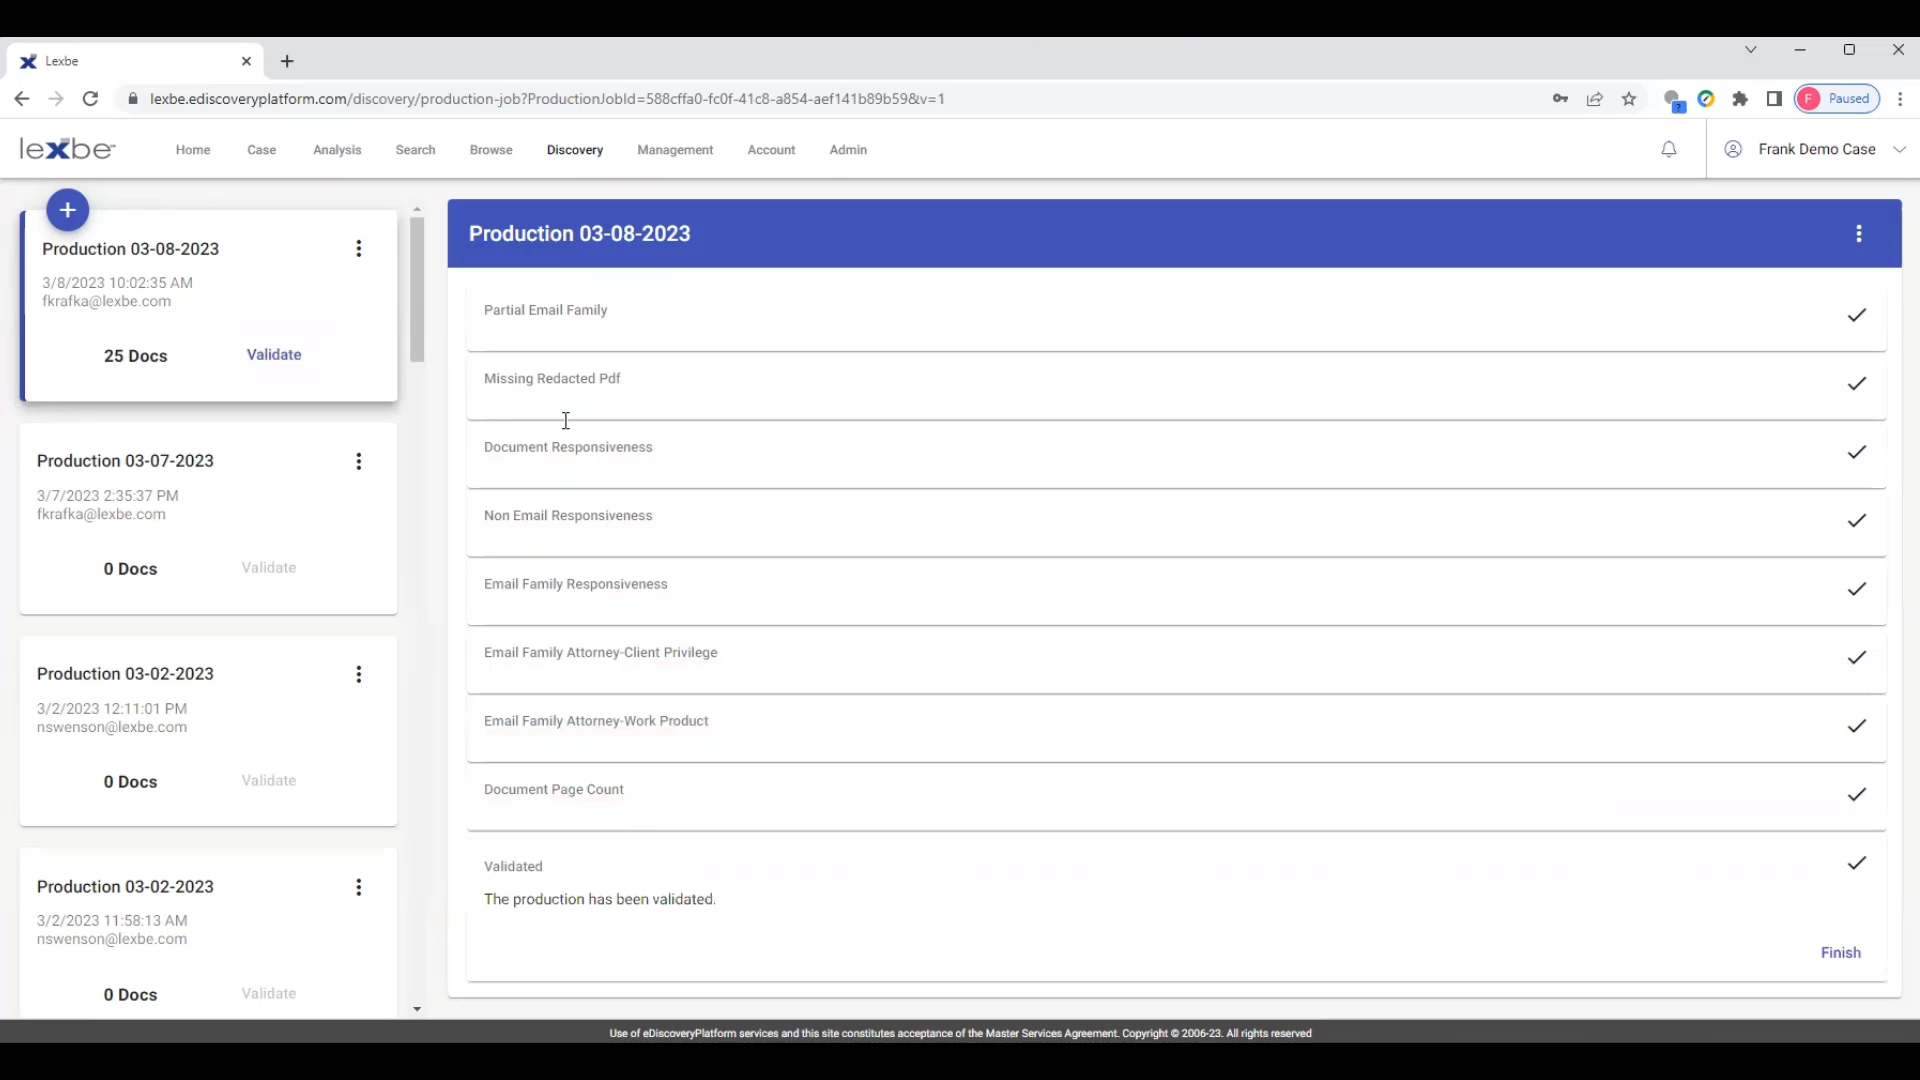 Lexbe
lexbe.ediscoveryplatform.com/discovery/production-job?ProductionJobId=588cffa0-fc0f-41c8-a854-aef141b89b59&v=1
?
F Paused
lexbe
Home Case Analysis Search Browse Discovery Management Account Admin
Frank Demo Case
+
Production 03-08-2023
3/8/2023 10:02:35 AM
fkrafka@lexbe.com
25 Docs Validate
Production 03-07-2023
3/7/2023 2:35:37 PM
fkrafka@lexbe.com
0 Docs Validate
Production 03-02-2023
3/2/2023 12:11:01 PM
nswenson@lexbe.com
0 Docs Validate
Production 03-02-2023
3/2/2023 11:58:13 AM
nswenson@lexbe.com
0 Docs Validate
Production 03-08-2023
Partial Email Family
Missing Redacted Pdf
Document Responsiveness
Non Email Responsiveness
Email Family Responsiveness
Email Family Attorney-Client Privilege
Email Family Attorney-Work Product
Document Page Count
Validated
The production has been validated.
Finish
Use of eDiscoveryPlatform services and this site constitutes acceptance of the Master Services Agreement. Copyright © 2006-23. All rights reserved